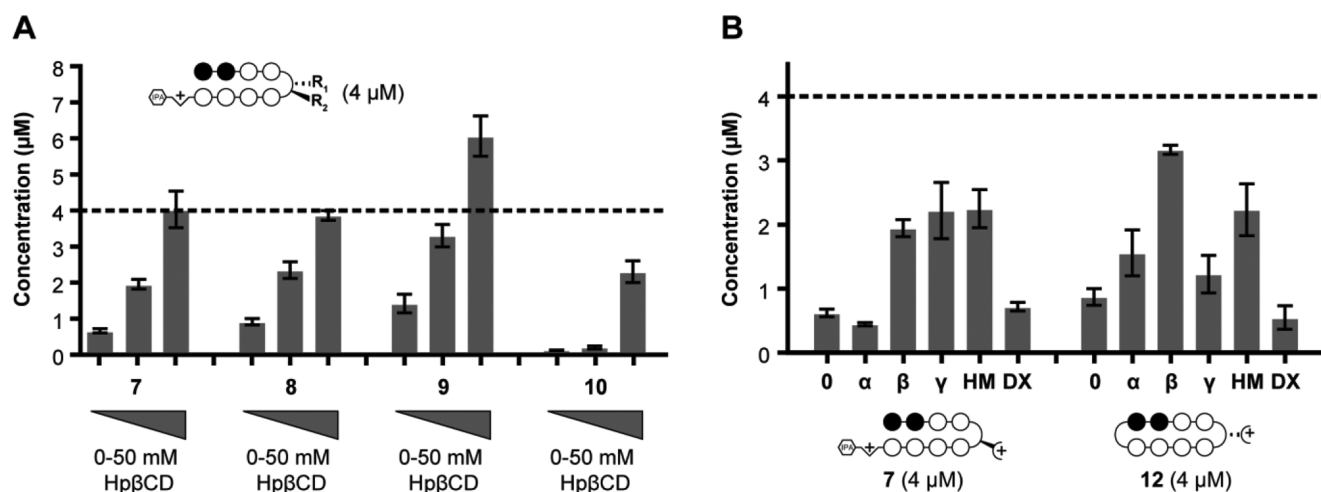 A
Concentration (µM)
8
7
6
5
4
3
2
1
0
IPA
+
R1
R2
(4 µM)
7
8
9
10
0-50 mM
HpβCD
0-50 mM
HpβCD
0-50 mM
HpβCD
0-50 mM
HpβCD
B
Concentration (µM)
4
3
2
1
0
0 α β γ HM DX
0 α β γ HM DX
IPA
+
+
+
7 (4 µM)
12 (4 µM)